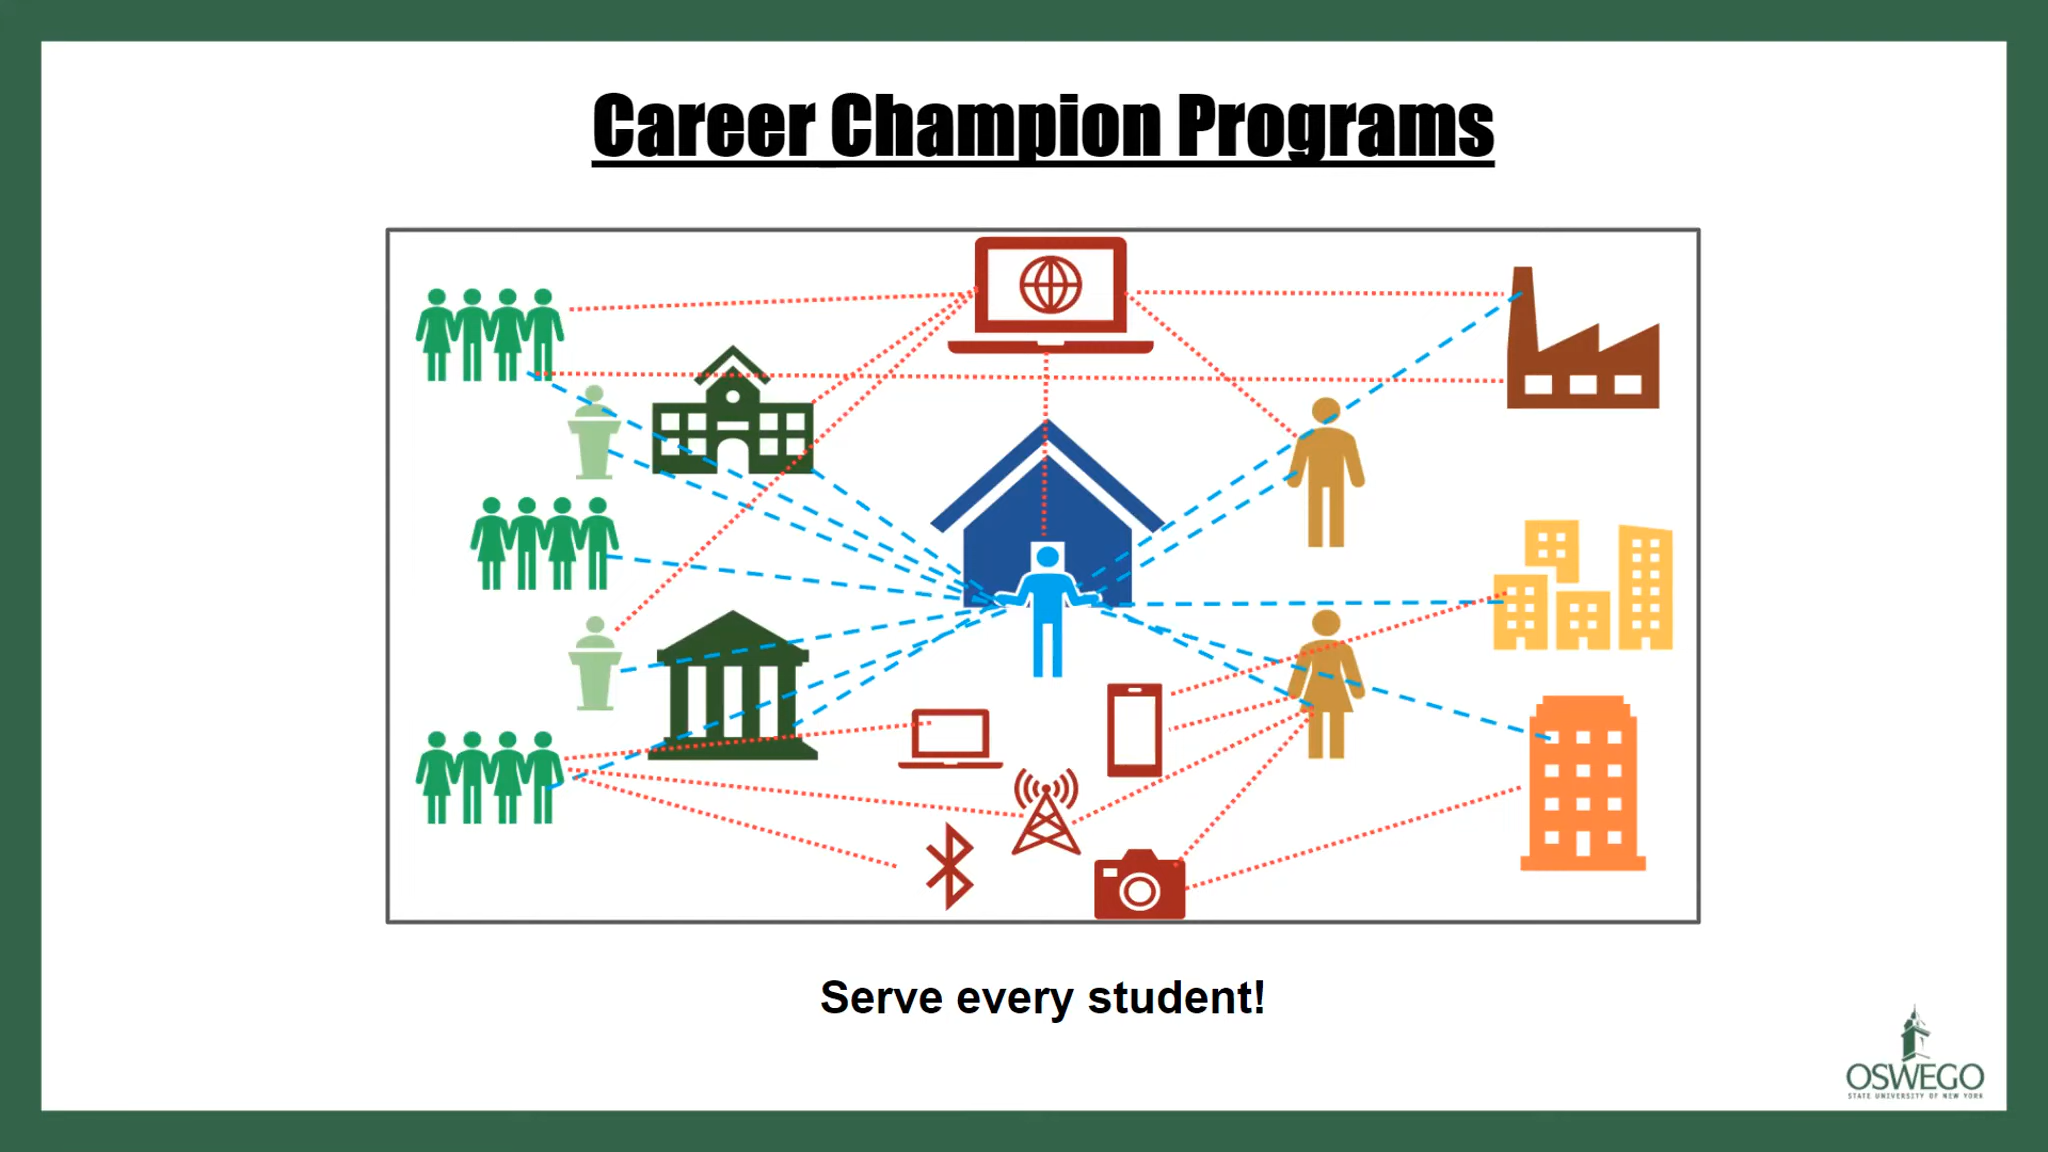 Career Champion Programs
Serve every student!
OSWEGO
STATE UNIVERSITY OF NEW YORK